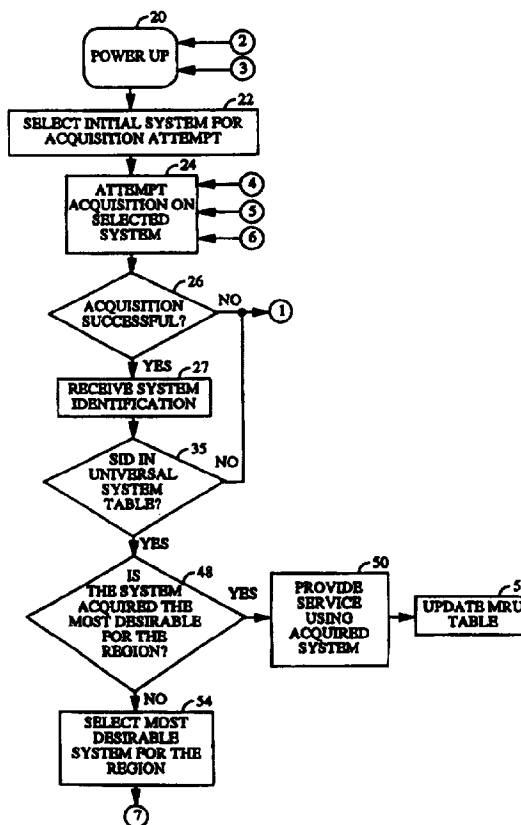 20
POWER UP
2
3
22
SELECT INITIAL SYSTEM FOR
ACQUISITION ATTEMPT
24
ATTEMPT
ACQUISITION ON
SELECTED
SYSTEM
4
5
6
26
ACQUISITION
SUCCESSFUL?
NO
1
YES
27
RECEIVE SYSTEM
IDENTIFICATION
35
SID IN
UNIVERSAL
SYSTEM
TABLE?
NO
YES
48
IS
THE SYSTEM
ACQUIRED THE
MOST DESIRABLE
FOR THE
REGION?
YES
50
PROVIDE
SERVICE
USING
ACQUIRED
SYSTEM
UPDATE MRU
TABLE
NO
54
SELECT MOST
DESIRABLE
SYSTEM FOR THE
REGION
7